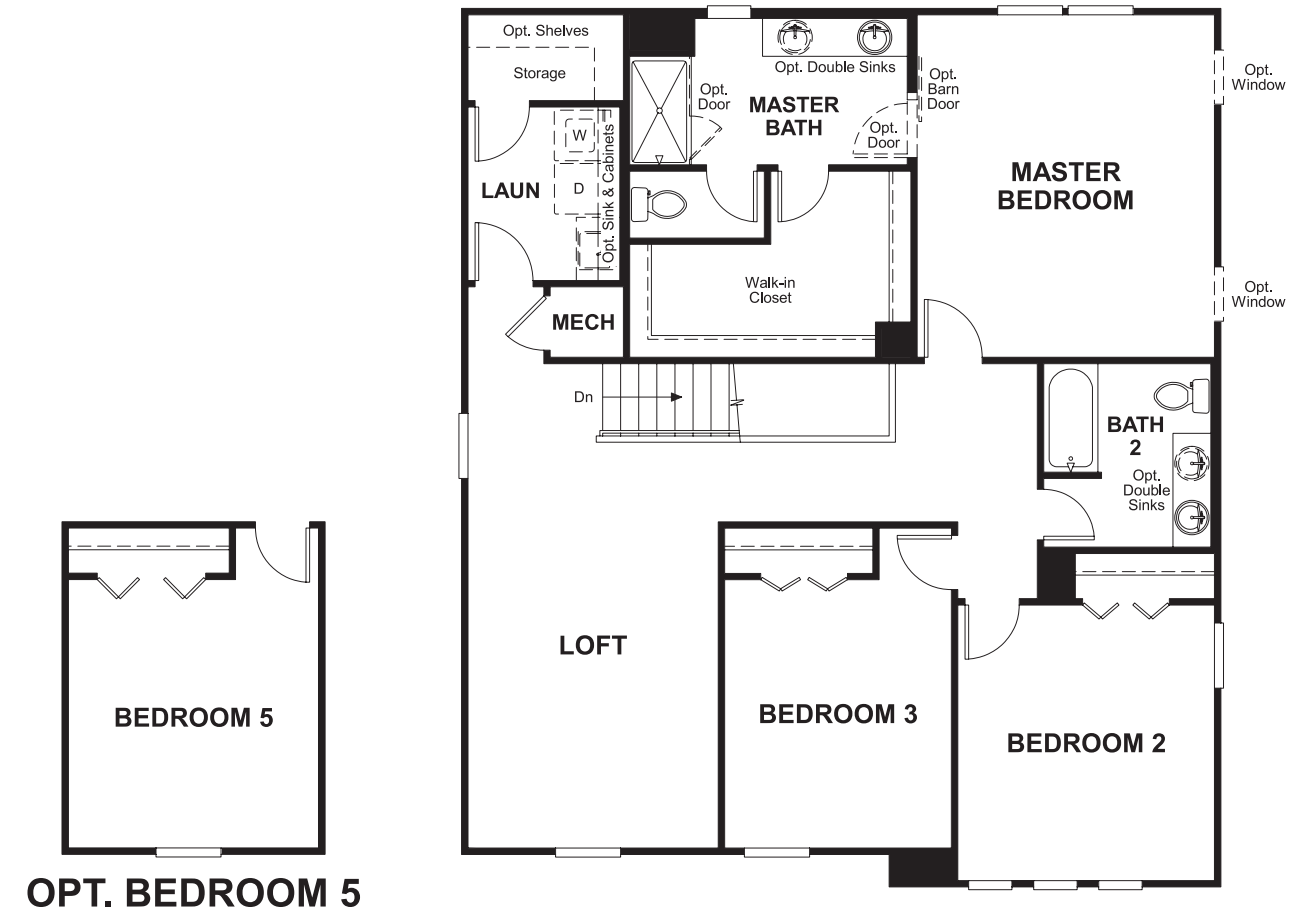 Opt. Shelves
Storage
W
D
Opt. Sink & Cabinets
LAUN
MECH
Opt.
Door
Opt. Double Sinks
MASTER
BATH
Opt.
Door
Opt.
Barn
Door
MASTER
BEDROOM
Opt.
Window
Opt.
Window
Walk-in
Closet
Dn
BATH
2
Opt.
Double
Sinks
LOFT
BEDROOM 3
BEDROOM 2
BEDROOM 5
OPT. BEDROOM 5